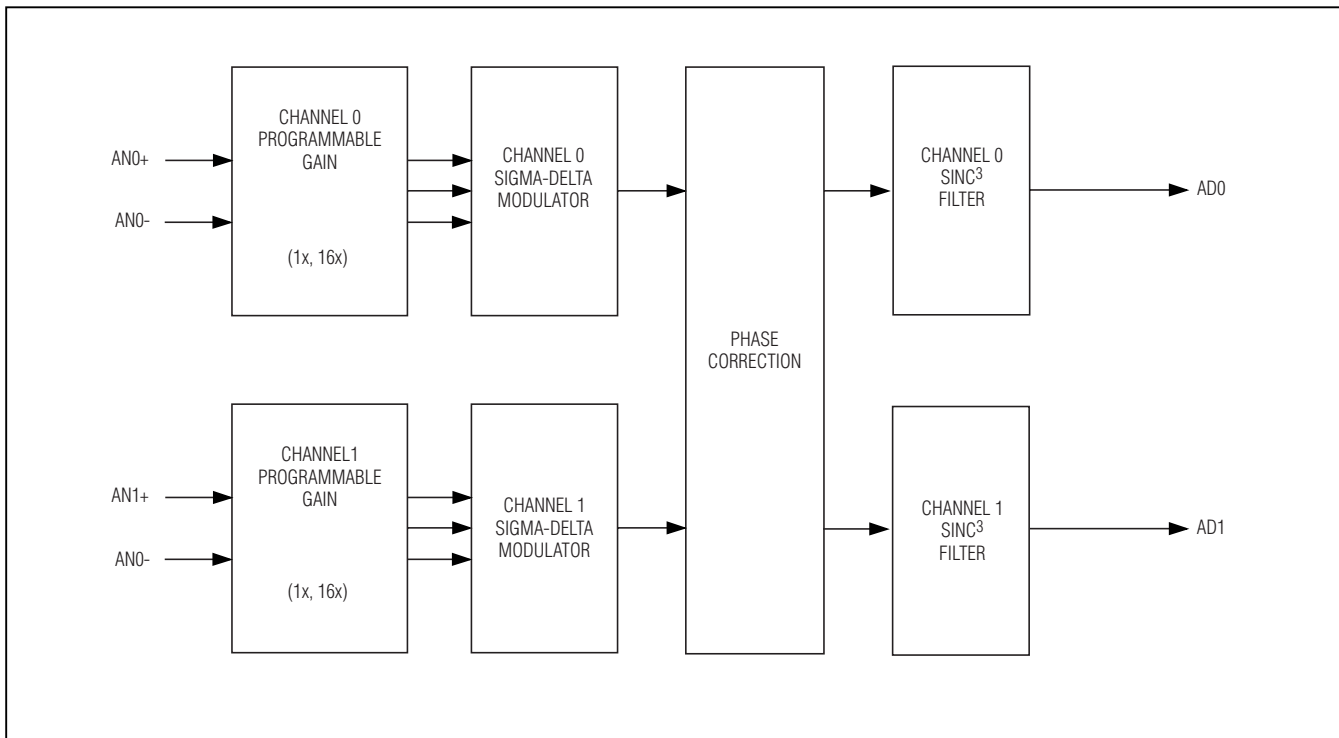 CHANNEL 0
PROGRAMMABLE
GAIN
(1x, 16x)
AN0+
AN0-
CHANNEL 0
SIGMA-DELTA
MODULATOR
PHASE
CORRECTION
CHANNEL 0
SINC3
FILTER
AD0
CHANNEL1
PROGRAMMABLE
GAIN
(1x, 16x)
AN1+
AN0-
CHANNEL 1
SIGMA-DELTA
MODULATOR
CHANNEL 1
SINC3
FILTER
AD1